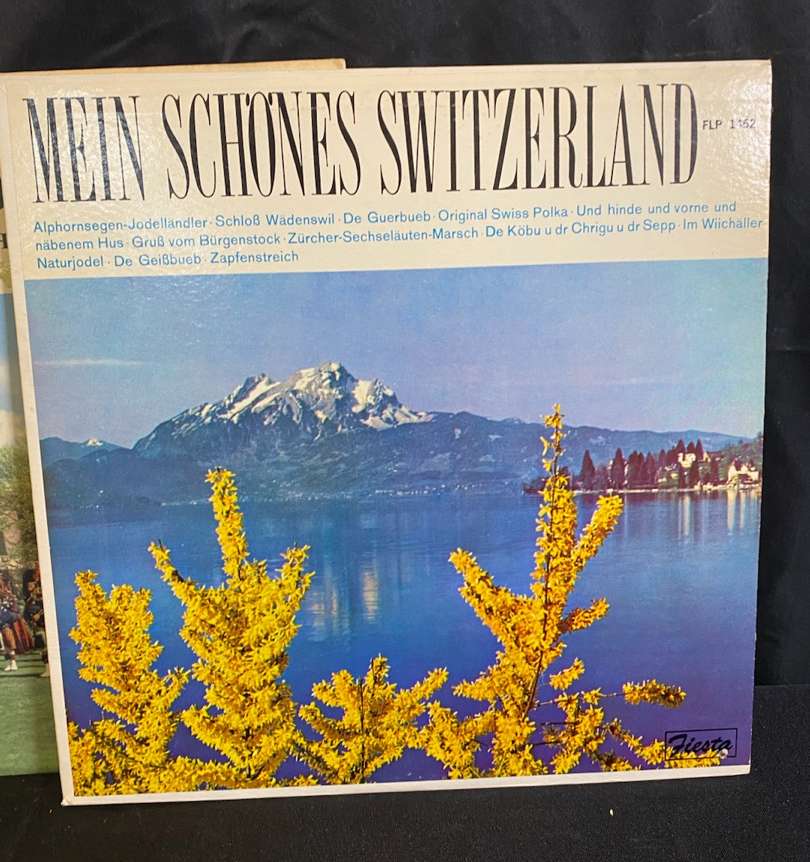 MEIN SCHÖNES SWITZERLAND
FLP 1462
Alphornsegen-Jodelländler · Schloß Wädenswil · De Guerbueb · Original Swiss Polka · Und hinde und vorne und
näbenem Hus · Gruß vom Bürgenstock · Zürcher-Sechseläuten-Marsch · De Köbu u dr Chrigu u dr Sepp · Im Wiichäller-
Naturjodel · De Geißbueb · Zapfenstreich
Fiesta